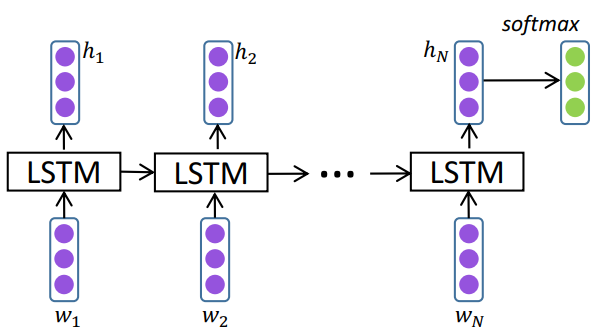 softmax
h1 h2 hN
LSTM LSTM ... LSTM
w1 w2 wN